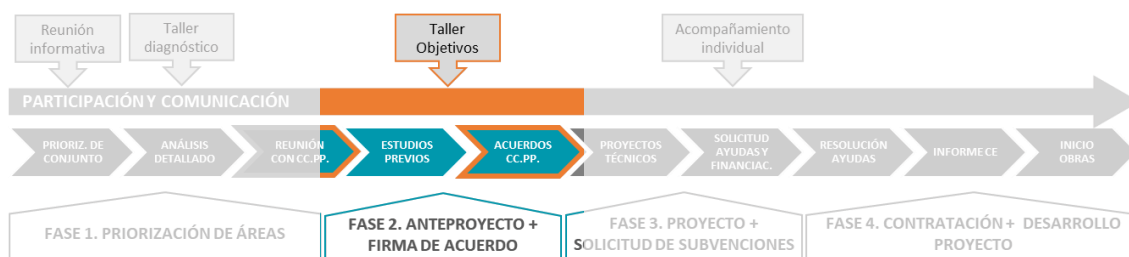 Reunión
informativa
Taller
diagnóstico
Taller
Objetivos
Acompañamiento
individual
PARTICIPACIÓN Y COMUNICACIÓN
PRIORIZ. DE
CONJUNTO
ANÁLISIS
DETALLADO
REUNIÓN
CON CC.PP.
ESTUDIOS
PREVIOS
ACUERDOS
CC.PP.
PROYECTOS
TÉCNICOS
SOLICITUD
AYUDAS Y
FINANCIAC.
RESOLUCIÓN
AYUDAS
INFORME CE
INICIO
OBRAS
FASE 1. PRIORIZACIÓN DE ÁREAS
FASE 2. ANTEPROYECTO +
FIRMA DE ACUERDO
FASE 3. PROYECTO +
SOLICITUD DE SUBVENCIONES
FASE 4. CONTRATACIÓN + DESARROLLO
PROYECTO